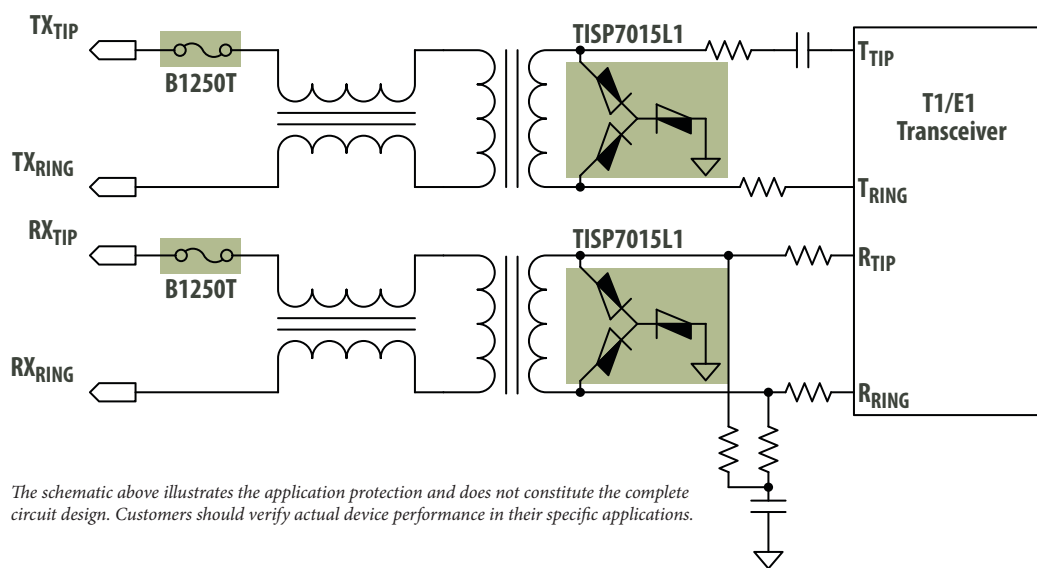 TXTIP
B1250T
TISP7015L1
TTIP
T1/E1
Transceiver
TXRING
TRING
RXTIP
B1250T
TISP7015L1
RTIP
RXRING
RRING
The schematic above illustrates the application protection and does not constitute the complete
circuit design. Customers should verify actual device performance in their specific applications.